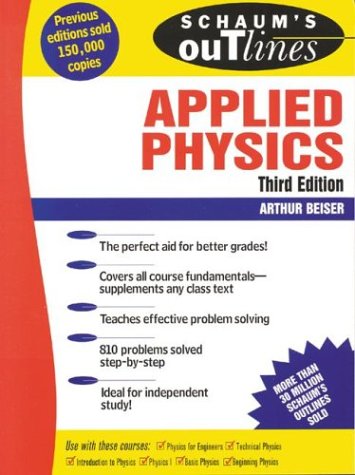 Previous
editions sold
150,000
copies
SCHAUM'S
ouTlines
APPLIED
PHYSICS
Third Edition
ARTHUR BEISER
The perfect aid for better grades!
Covers all course fundamentals—
supplements any class text
Teaches effective problem solving
810 problems solved
step-by-step
Ideal for independent
study!
MORE THAN
30 MILLION
SCHAUM'S
OUTLINES
SOLD
Use with these courses: Physics for Engineers Technical Physics
Introduction to Physics Physics I Basic Physics Beginning Physics